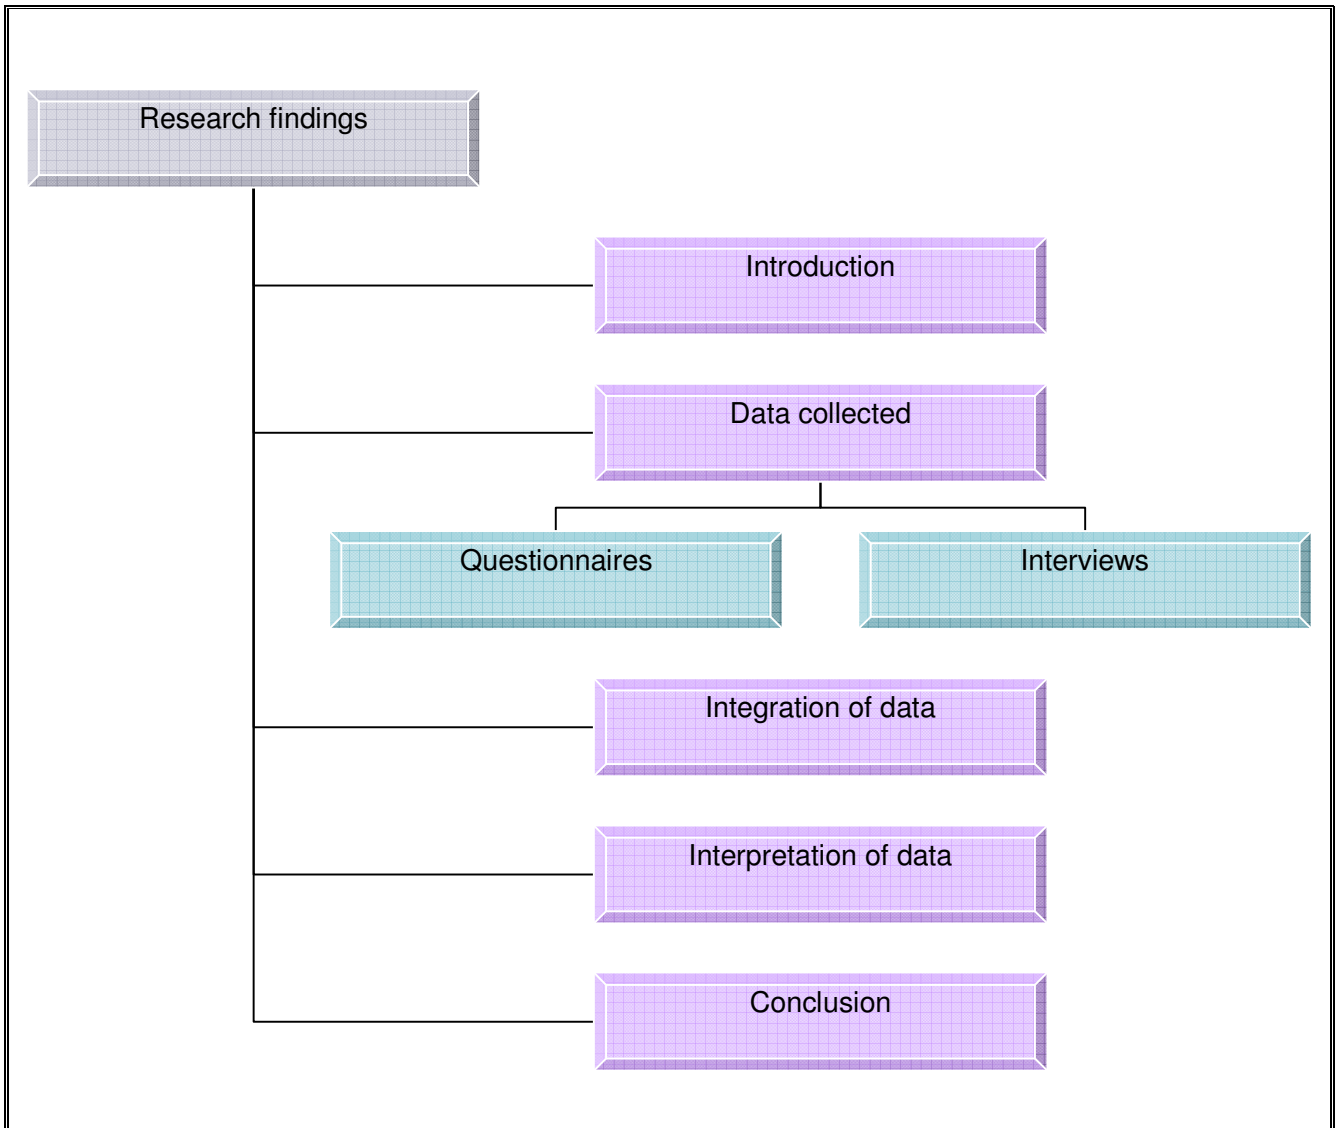 Research findings
Introduction
Data collected
Questionnaires
Interviews
Integration of data
Interpretation of data
Conclusion